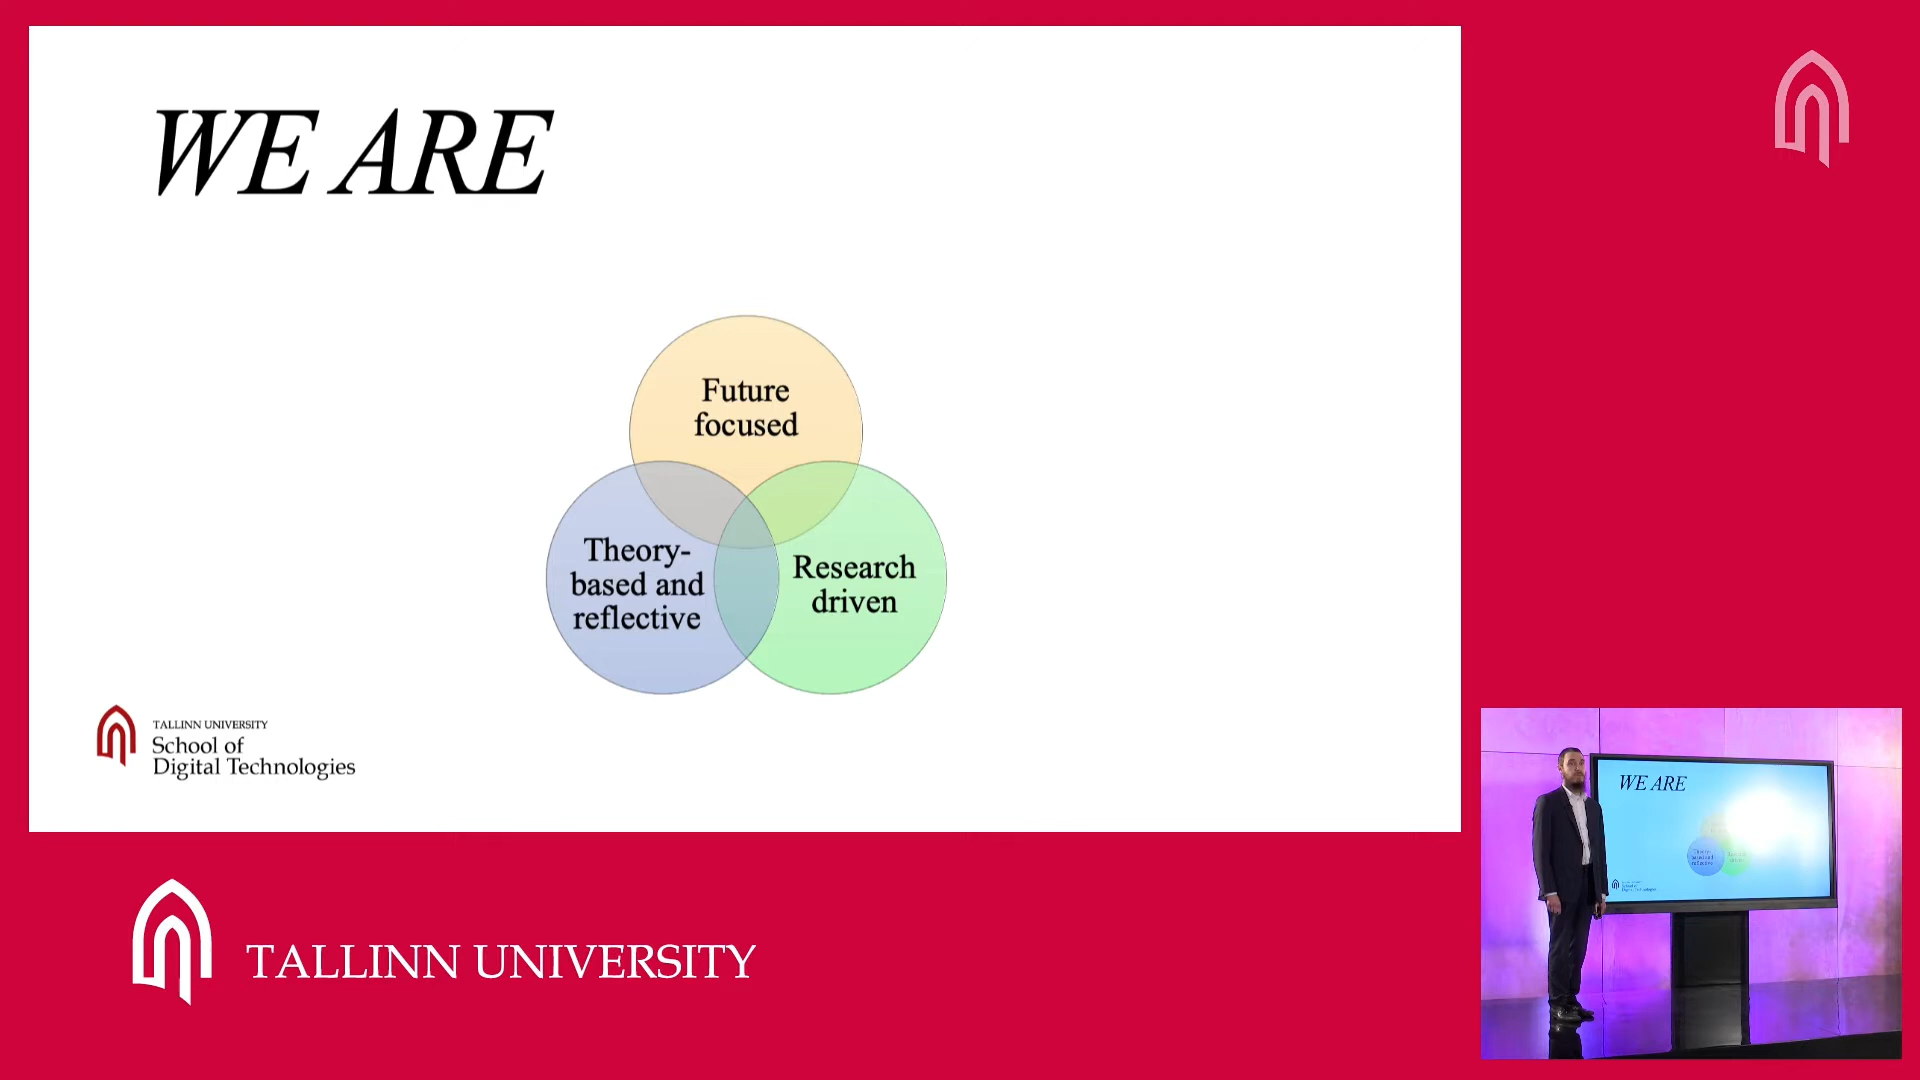 WE ARE
Future
focused
Theory-
based and
reflective
Research
driven
TALLINN UNIVERSITY
School of
Digital Technologies
TALLINN UNIVERSITY
WE ARE